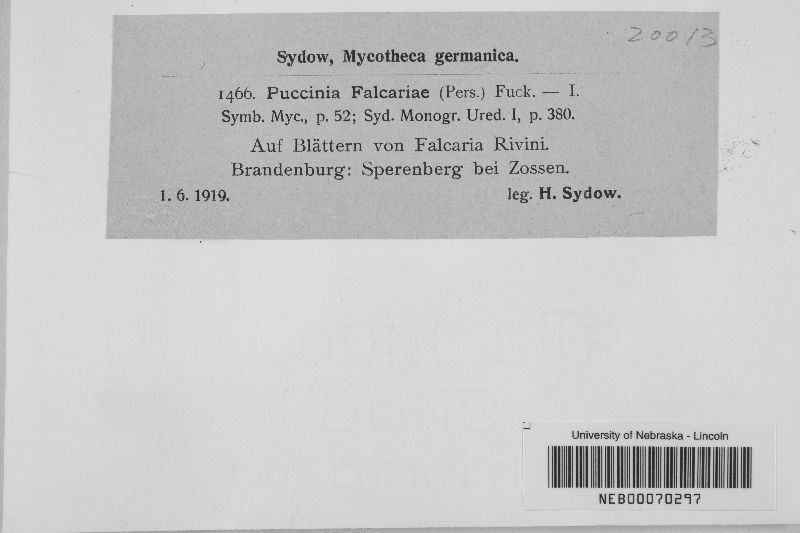 20013
Sydow, Mycotheca germanica.
1466. Puccinia Falcariae (Pers.) Fuck. — I.
Symb. Myc., p. 52; Syd. Monogr. Ured. I, p. 380.
Auf Blättern von Falcaria Rivini.
Brandenburg: Sperenberg bei Zossen.
1. 6. 1919. leg. H. Sydow.
University of Nebraska - Lincoln
NEB00070297